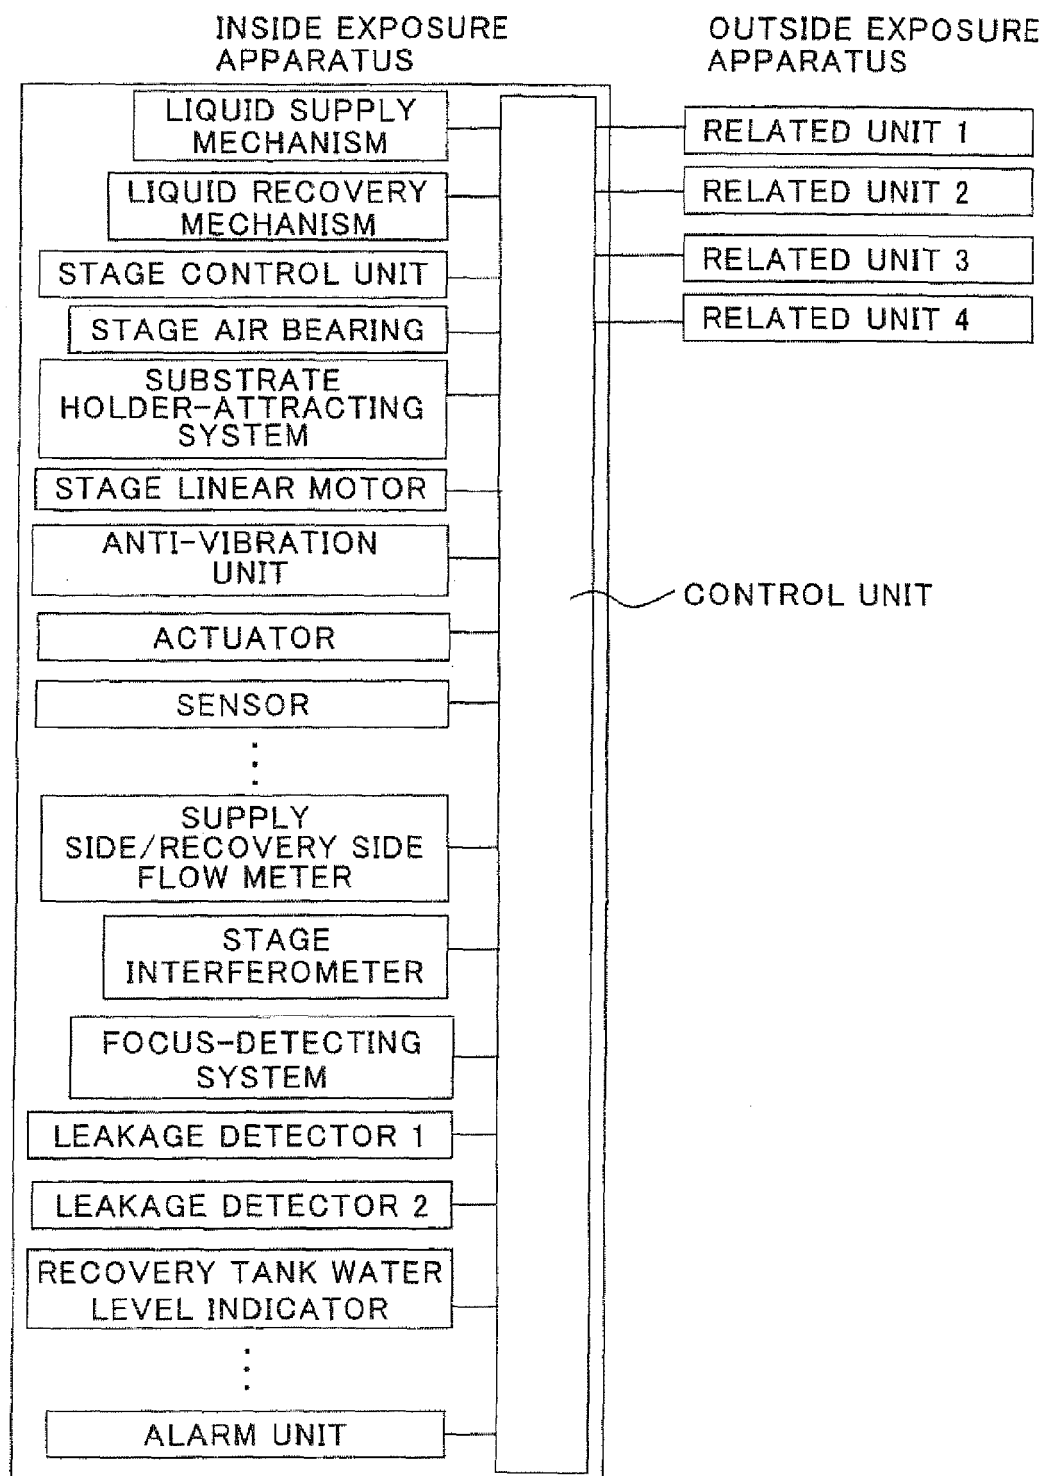 INSIDE EXPOSURE
APPARATUS
OUTSIDE EXPOSURE
APPARATUS
LIQUID SUPPLY
MECHANISM
LIQUID RECOVERY
MECHANISM
STAGE CONTROL UNIT
STAGE AIR BEARING
SUBSTRATE
HOLDER-ATTRACTING
SYSTEM
STAGE LINEAR MOTOR
ANTI-VIBRATION
UNIT
ACTUATOR
SENSOR
SUPPLY
SIDE/RECOVERY SIDE
FLOW METER
STAGE
INTERFEROMETER
FOCUS-DETECTING
SYSTEM
LEAKAGE DETECTOR 1
LEAKAGE DETECTOR 2
RECOVERY TANK WATER
LEVEL INDICATOR
ALARM UNIT
RELATED UNIT 1
RELATED UNIT 2
RELATED UNIT 3
RELATED UNIT 4
CONTROL UNIT